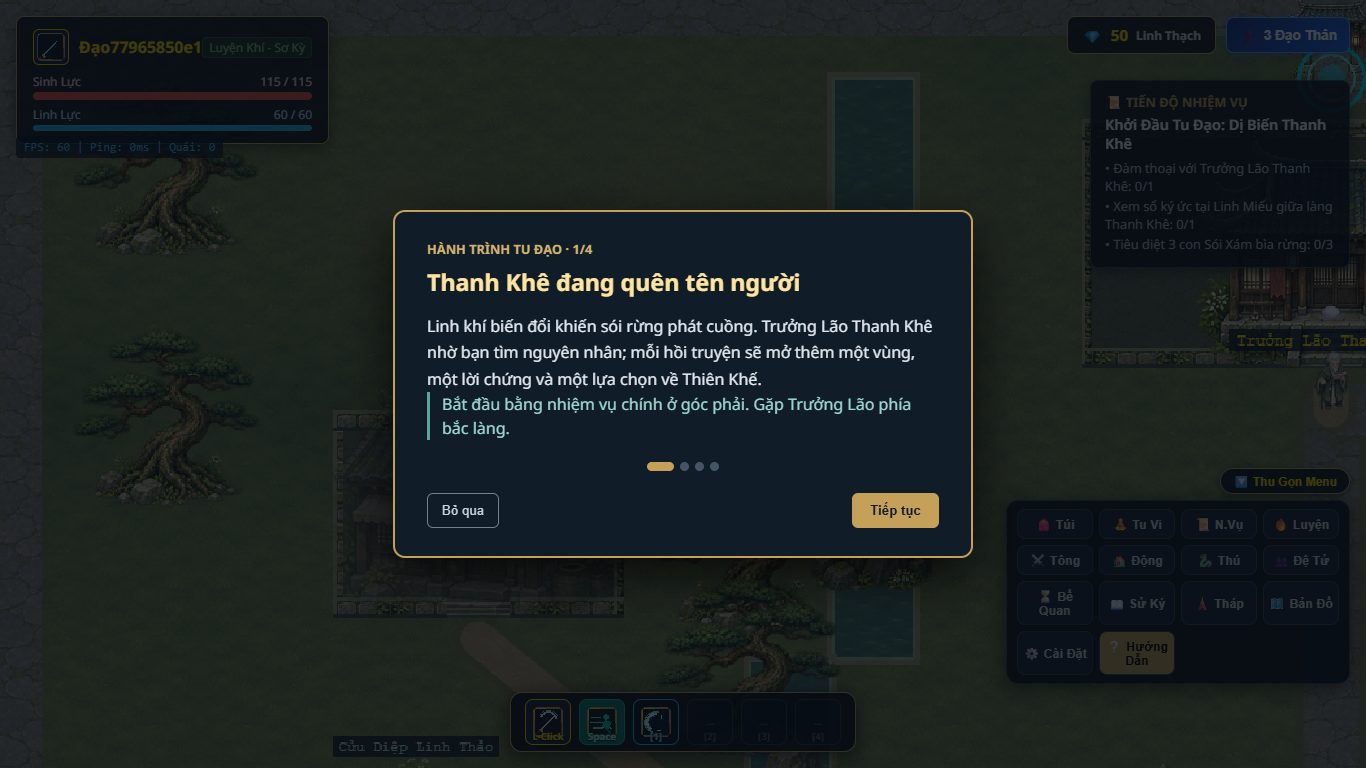 Đạo77965850e1 Luyện Khí - Sơ Kỳ
Sinh Lực 115 / 115
Linh Lực 60 / 60
FPS: 60 | Ping: 0ms | Quái: 0
50 Linh Thạch
3 Đạo Thân
TIẾN ĐỘ NHIỆM VỤ
Khởi Đầu Tu Đạo: Dị Biến Thanh
Khê
• Đàm thoại với Trưởng Lão Thanh
Khê: 0/1
• Xem sổ ký ức tại Linh Miếu giữa làng
Thanh Khê: 0/1
• Tiêu diệt 3 con Sói Xám bìa rừng: 0/3
Trưởng Lão Tha
HÀNH TRÌNH TU ĐẠO · 1/4
Thanh Khê đang quên tên người
Linh khí biến đổi khiến sói rừng phát cuồng. Trưởng Lão Thanh Khê
nhờ bạn tìm nguyên nhân; mỗi hồi truyện sẽ mở thêm một vùng,
một lời chứng và một lựa chọn về Thiên Khế.
Bắt đầu bằng nhiệm vụ chính ở góc phải. Gặp Trưởng Lão phía
bắc làng.
Bỏ qua
Tiếp tục
Thu Gọn Menu
Túi Tu Vi N.Vụ Luyện
Tông Động Thú Đệ Tử
Bế
Quan Sử Ký Tháp Bản Đồ
Cài Đặt Hướng
Dẫn
L-Click Space [1] [2] [3] [4]
Cửu Diệp Linh Thảo